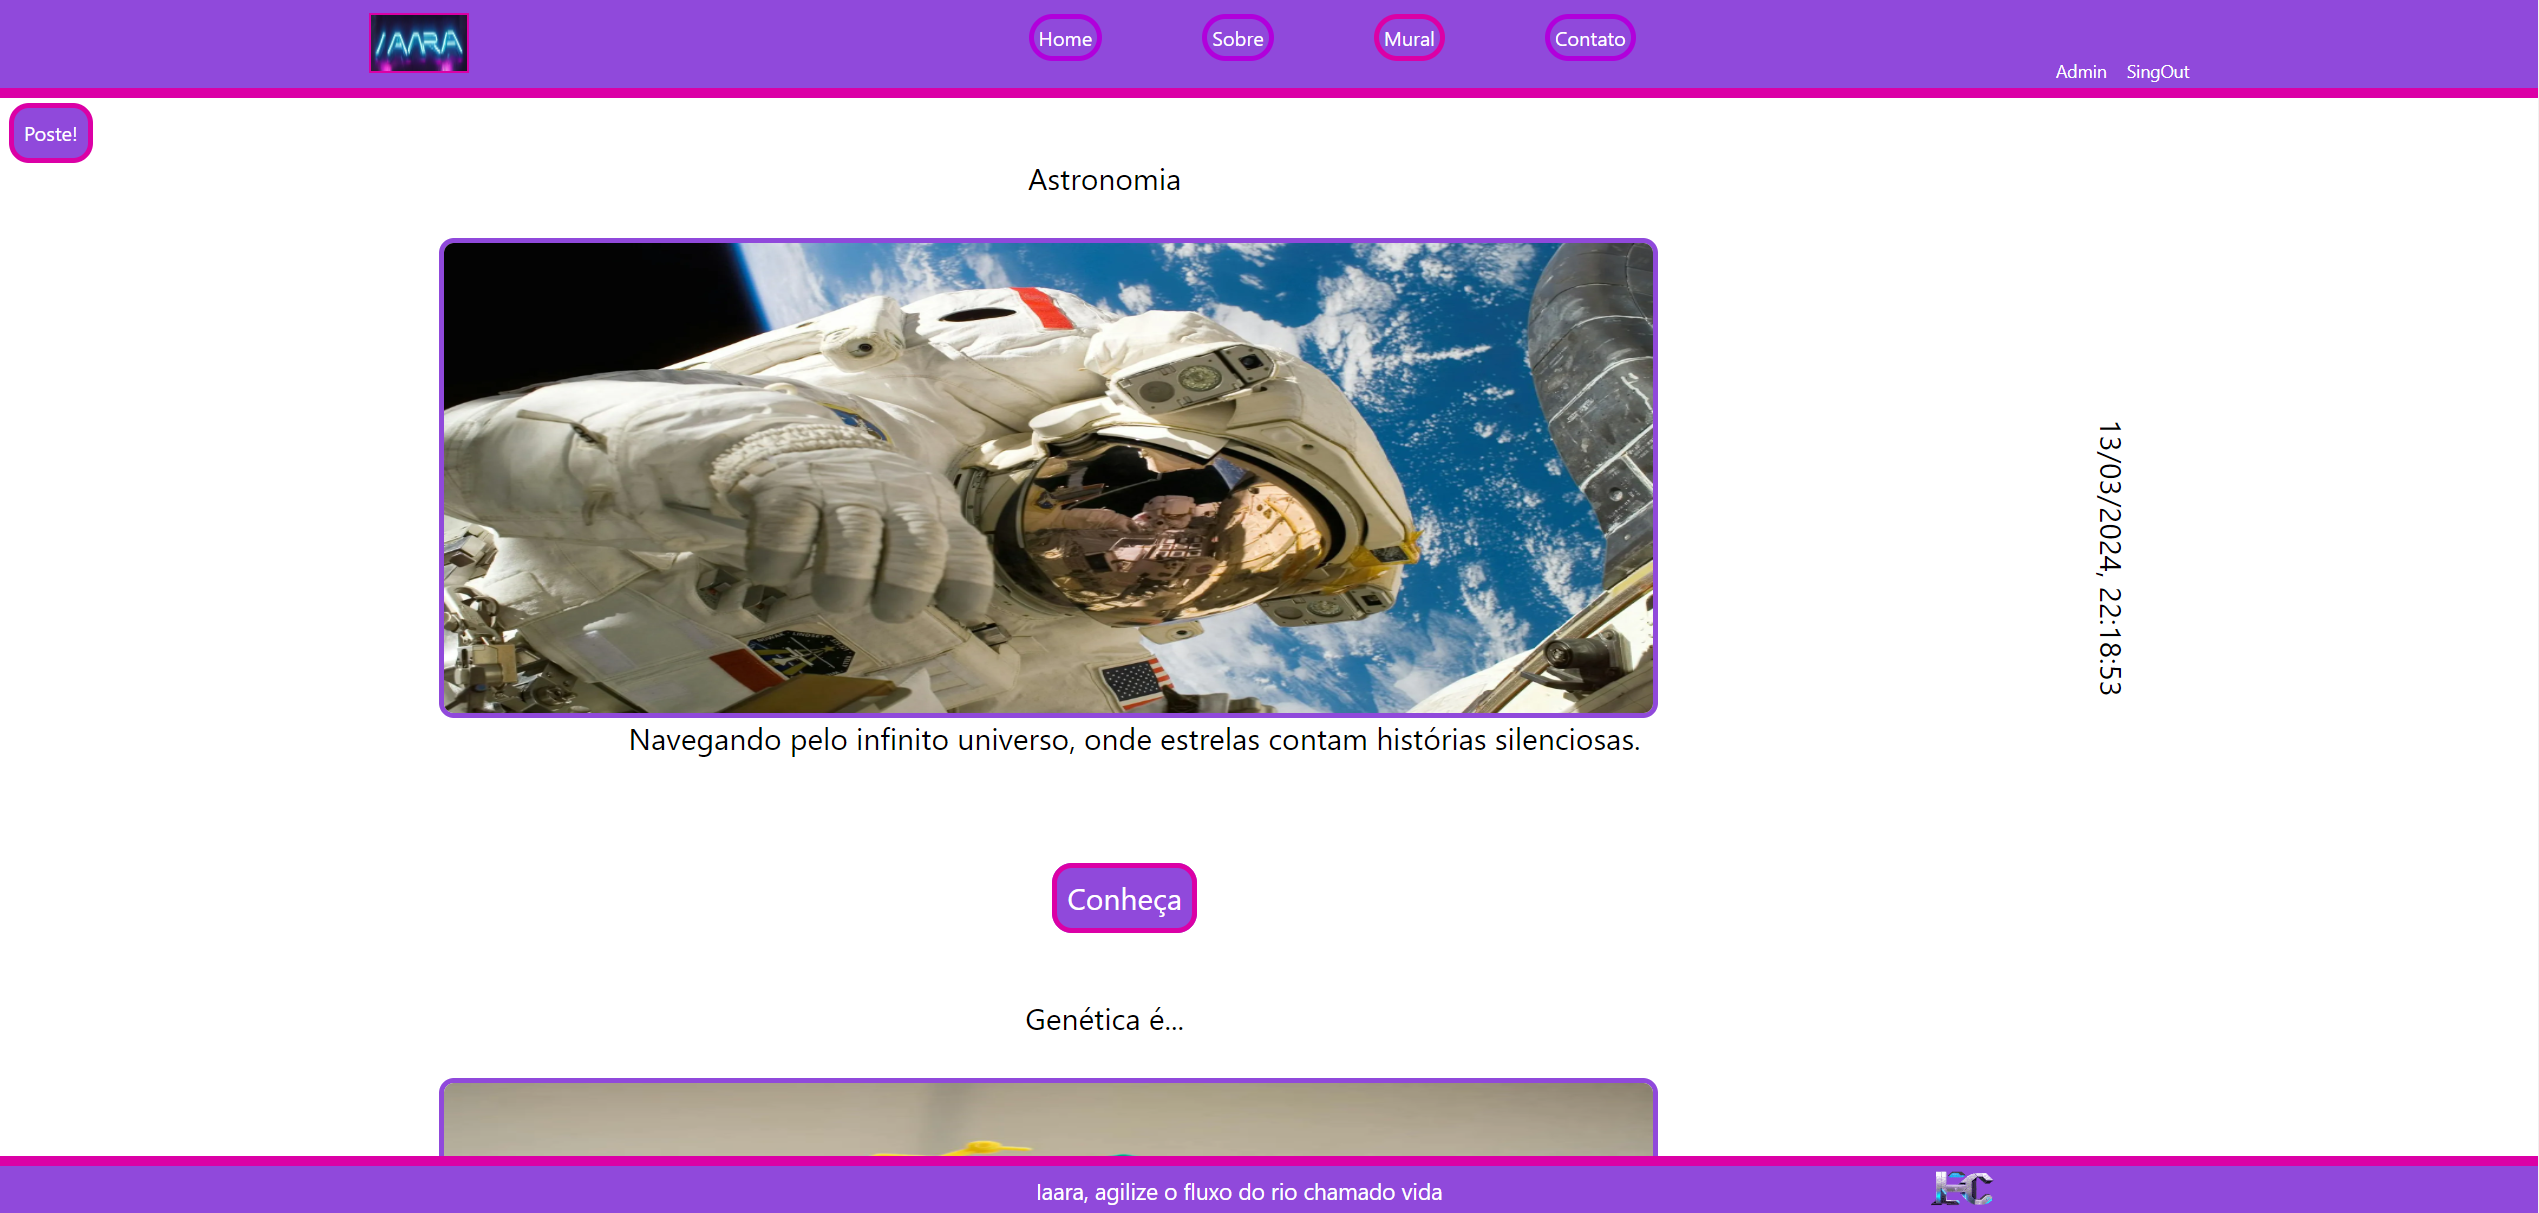 IAARA
Home
Sobre
Mural
Contato
Admin
SingOut
Poste!
Astronomia
13/03/2024, 22:18:53
Navegando pelo infinito universo, onde estrelas contam histórias silenciosas.
Conheça
Genética é...
Iaara, agilize o fluxo do rio chamado vida